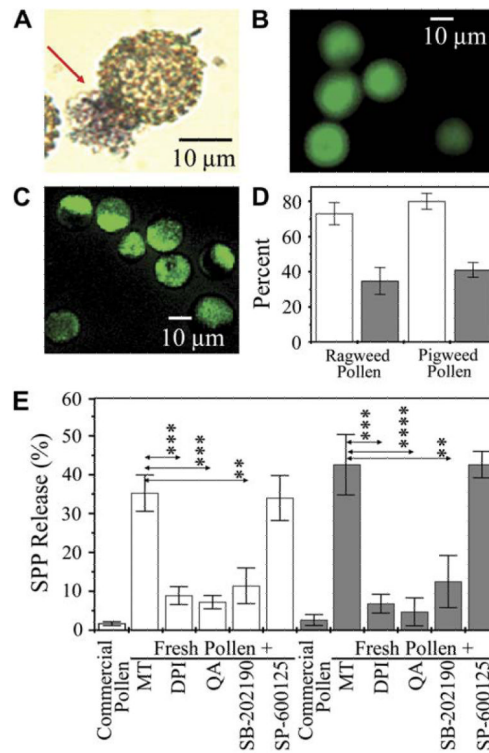 A
10 µm
B
10 µm
C
10 µm
D
Percent
80
60
40
20
0
Ragweed
Pollen
Pigweed
Pollen
E
SPP Release (%)
60
50
40
30
20
10
0
***
***
**
***
****
**
Commercial
Pollen
MT
DPI
QA
SB-202190
SP-600125
Fresh Pollen +
Commercial
Pollen
MT
DPI
QA
SB-202190
SP-600125
Fresh Pollen +